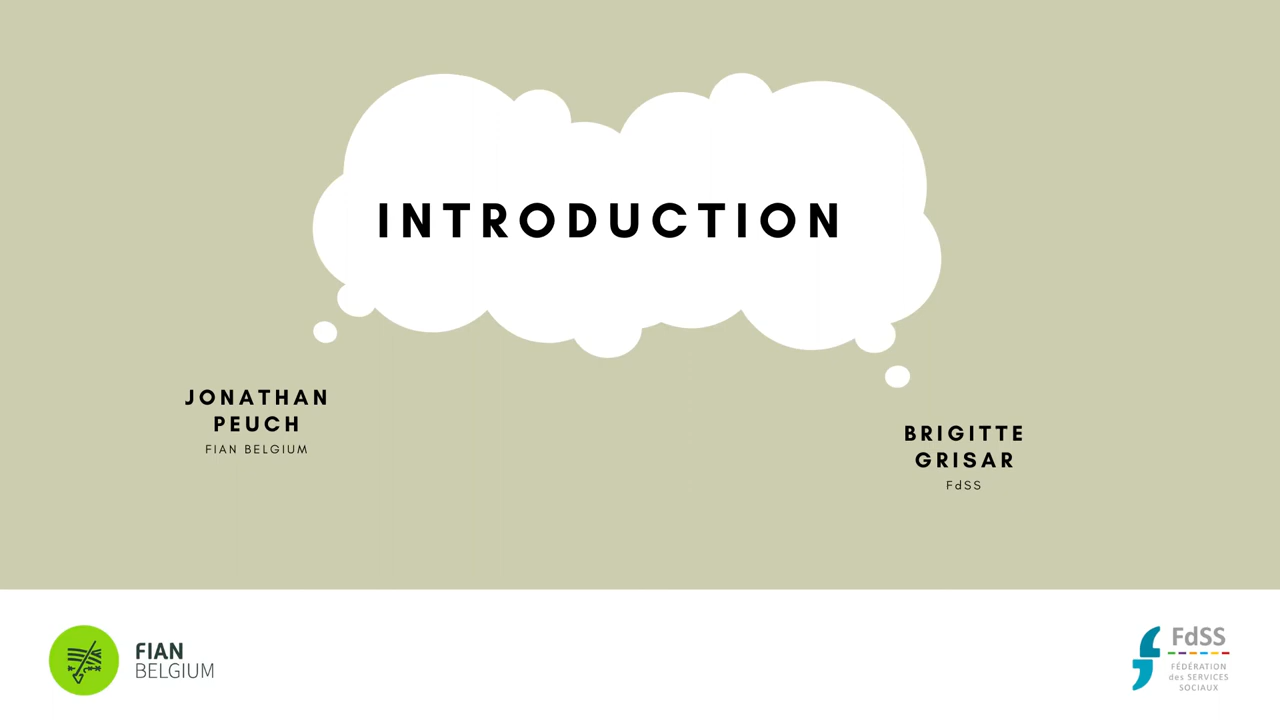 INTRODUCTION
JONATHAN
PEUCH
FIAN BELGIUM
BRIGITTE
GRISAR
FdSS
FIAN
BELGIUM
FdSS
FÉDÉRATION
des SERVICES
SOCIAUX